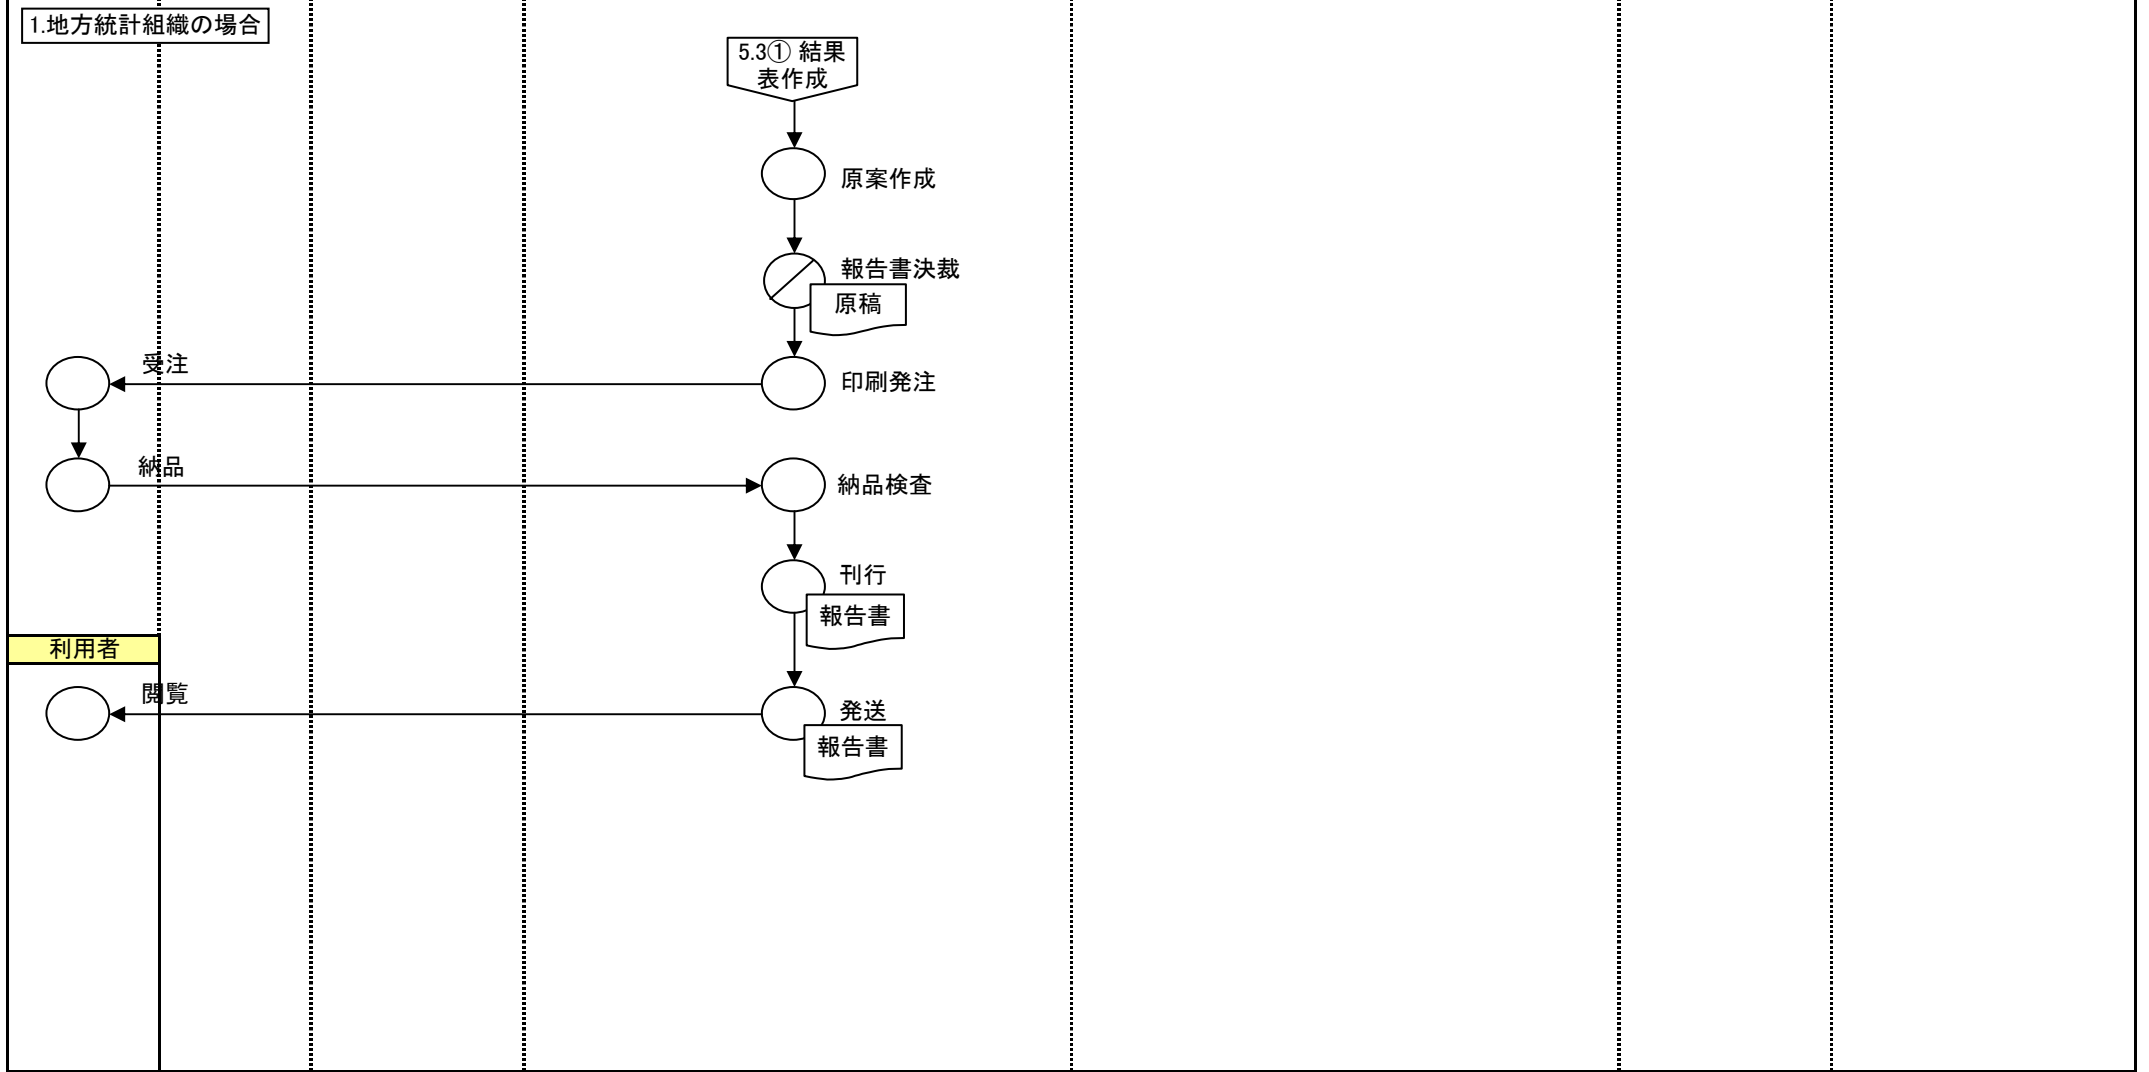 1.地方統計組織の場合
5.3① 結果
表作成
原案作成
報告書決裁
原稿
受注
印刷発注
納品
納品検査
刊行
報告書
利用者
閲覧
発送
報告書